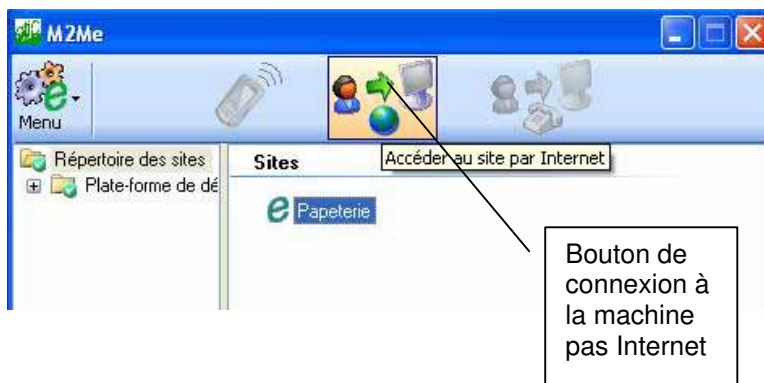 M2Me
Menu
Répertoire des sites
Plate-forme de dé
Sites
Accéder au site par Internet
Papeterie
Bouton de
connexion à
la machine
pas Internet